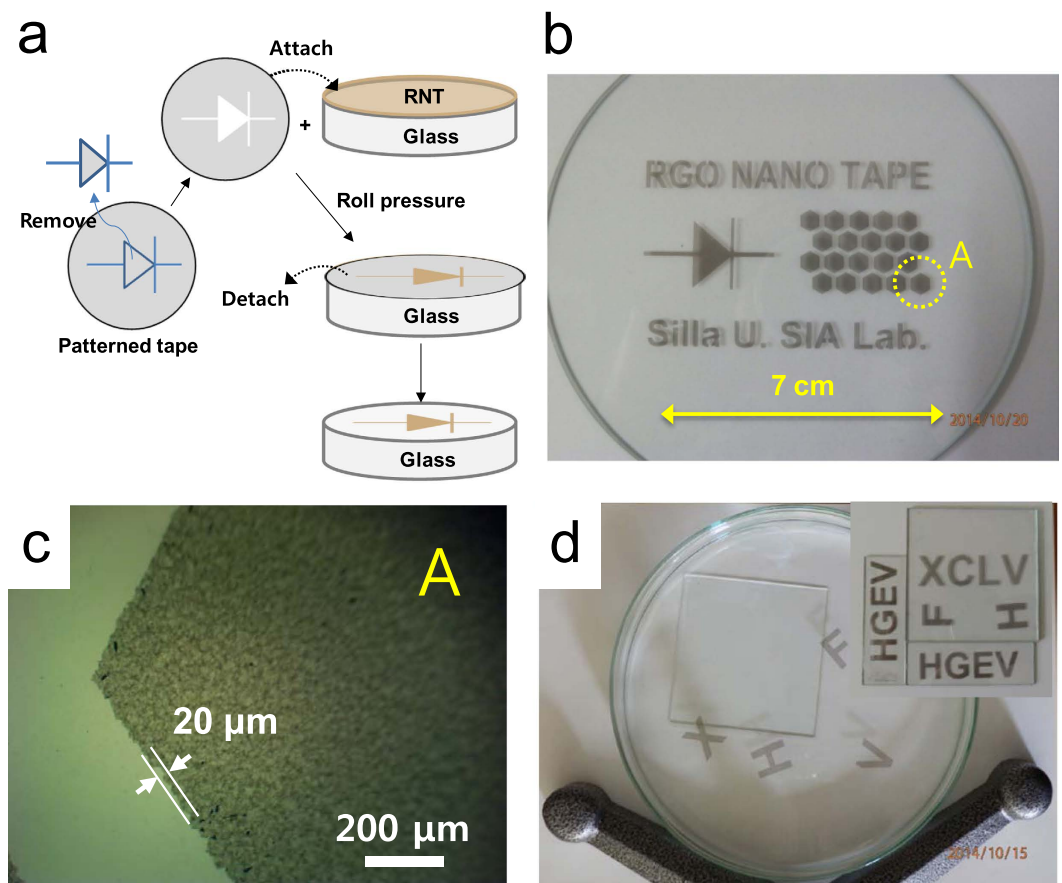 a
Attach
RNT
Glass
+
Remove
Roll pressure
Detach
Glass
Patterned tape
Glass
b
RGO NANO TAPE
A
Silla U. SIA Lab.
7 cm
2014/10/20
c
A
20 µm
200 µm
d
XCLV
F H
HGEV
HGEV
F
X H V
2014/10/15